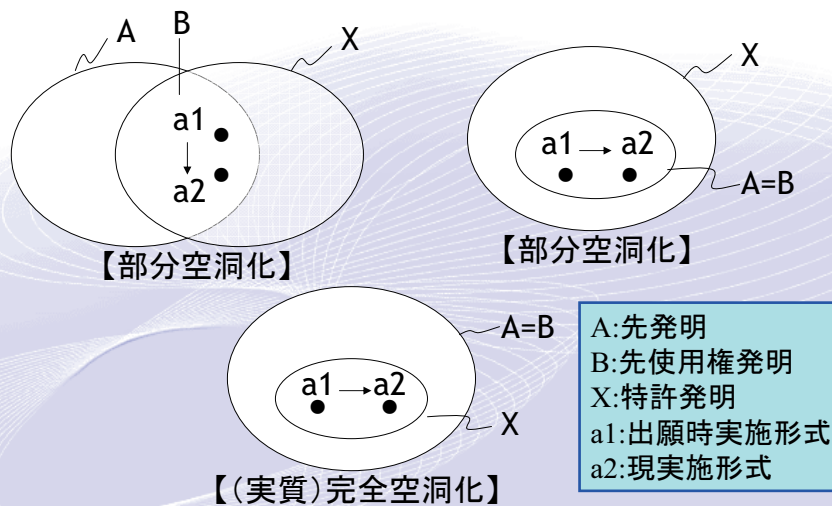 A
B
X
a1
a2
【部分空洞化】
X
a1
a2
A=B
【部分空洞化】
A=B
a1
a2
X
【(実質)完全空洞化】
A:先発明
B:先使用権発明
X:特許発明
a1:出願時実施形式
a2:現実施形式